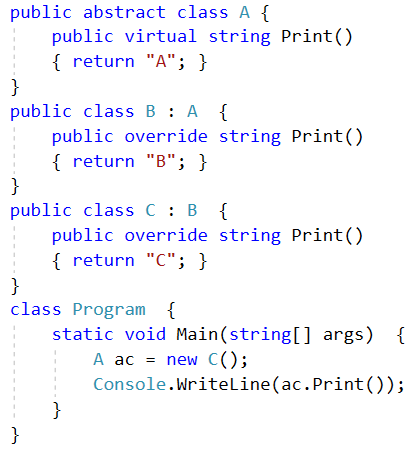 public abstract class A {
public virtual string Print()
{ return "A"; }
}
public class B : A  {
public override string Print()
{ return "B"; }
}
public class C : B  {
public override string Print()
{ return "C"; }
}
class Program  {
static void Main(string[] args)  {
A ac = new C();
Console.WriteLine(ac.Print());
}
}